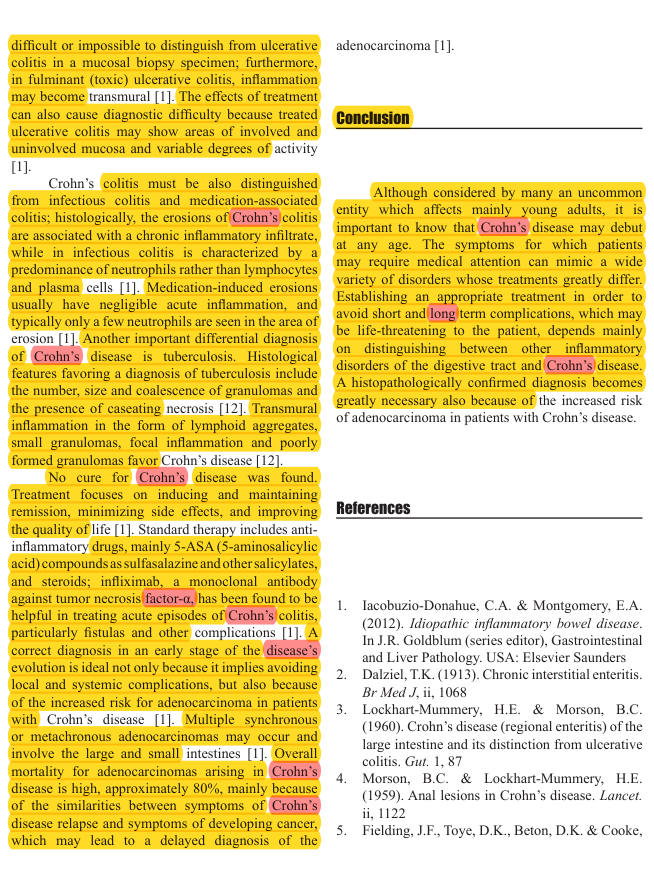 difficult or impossible to distinguish from ulcerative
colitis in a mucosal biopsy specimen; furthermore,
in fulminant (toxic) ulcerative colitis, inflammation
may become transmural [1]. The effects of treatment
can also cause diagnostic difficulty because treated
ulcerative colitis may show areas of involved and
uninvolved mucosa and variable degrees of activity
[1].
Crohn’s colitis must be also distinguished
from infectious colitis and medication-associated
colitis; histologically, the erosions of Crohn’s colitis
are associated with a chronic inflammatory infiltrate,
while in infectious colitis is characterized by a
predominance of neutrophils rather than lymphocytes
and plasma cells [1]. Medication-induced erosions
usually have negligible acute inflammation, and
typically only a few neutrophils are seen in the area of
erosion [1]. Another important differential diagnosis
of Crohn’s disease is tuberculosis. Histological
features favoring a diagnosis of tuberculosis include
the number, size and coalescence of granulomas and
the presence of caseating necrosis [12]. Transmural
inflammation in the form of lymphoid aggregates,
small granulomas, focal inflammation and poorly
formed granulomas favor Crohn’s disease [12].
No cure for Crohn’s disease was found.
Treatment focuses on inducing and maintaining
remission, minimizing side effects, and improving
the quality of life [1]. Standard therapy includes anti-
inflammatory drugs, mainly 5-ASA (5-aminosalicylic
acid) compounds as sulfasalazine and other salicylates,
and steroids; infliximab, a monoclonal antibody
against tumor necrosis factor-α, has been found to be
helpful in treating acute episodes of Crohn’s colitis,
particularly fistulas and other complications [1]. A
correct diagnosis in an early stage of the disease’s
evolution is ideal not only because it implies avoiding
local and systemic complications, but also because
of the increased risk for adenocarcinoma in patients
with Crohn’s disease [1]. Multiple synchronous
or metachronous adenocarcinomas may occur and
involve the large and small intestines [1]. Overall
mortality for adenocarcinomas arising in Crohn’s
disease is high, approximately 80%, mainly because
of the similarities between symptoms of Crohn’s
disease relapse and symptoms of developing cancer,
which may lead to a delayed diagnosis of the
adenocarcinoma [1].
Conclusion
Although considered by many an uncommon
entity which affects mainly young adults, it is
important to know that Crohn’s disease may debut
at any age. The symptoms for which patients
may require medical attention can mimic a wide
variety of disorders whose treatments greatly differ.
Establishing an appropriate treatment in order to
avoid short and long term complications, which may
be life-threatening to the patient, depends mainly
on distinguishing between other inflammatory
disorders of the digestive tract and Crohn’s disease.
A histopathologically confirmed diagnosis becomes
greatly necessary also because of the increased risk
of adenocarcinoma in patients with Crohn’s disease.
References
1. Iacobuzio-Donahue, C.A. & Montgomery, E.A.
(2012). Idiopathic inflammatory bowel disease.
In J.R. Goldblum (series editor), Gastrointestinal
and Liver Pathology. USA: Elsevier Saunders
2. Dalziel, T.K. (1913). Chronic interstitial enteritis.
Br Med J, ii, 1068
3. Lockhart-Mummery, H.E. & Morson, B.C.
(1960). Crohn’s disease (regional enteritis) of the
large intestine and its distinction from ulcerative
colitis. Gut. 1, 87
4. Morson, B.C. & Lockhart-Mummery, H.E.
(1959). Anal lesions in Crohn’s disease. Lancet.
ii, 1122
5. Fielding, J.F., Toye, D.K., Beton, D.K. & Cooke,